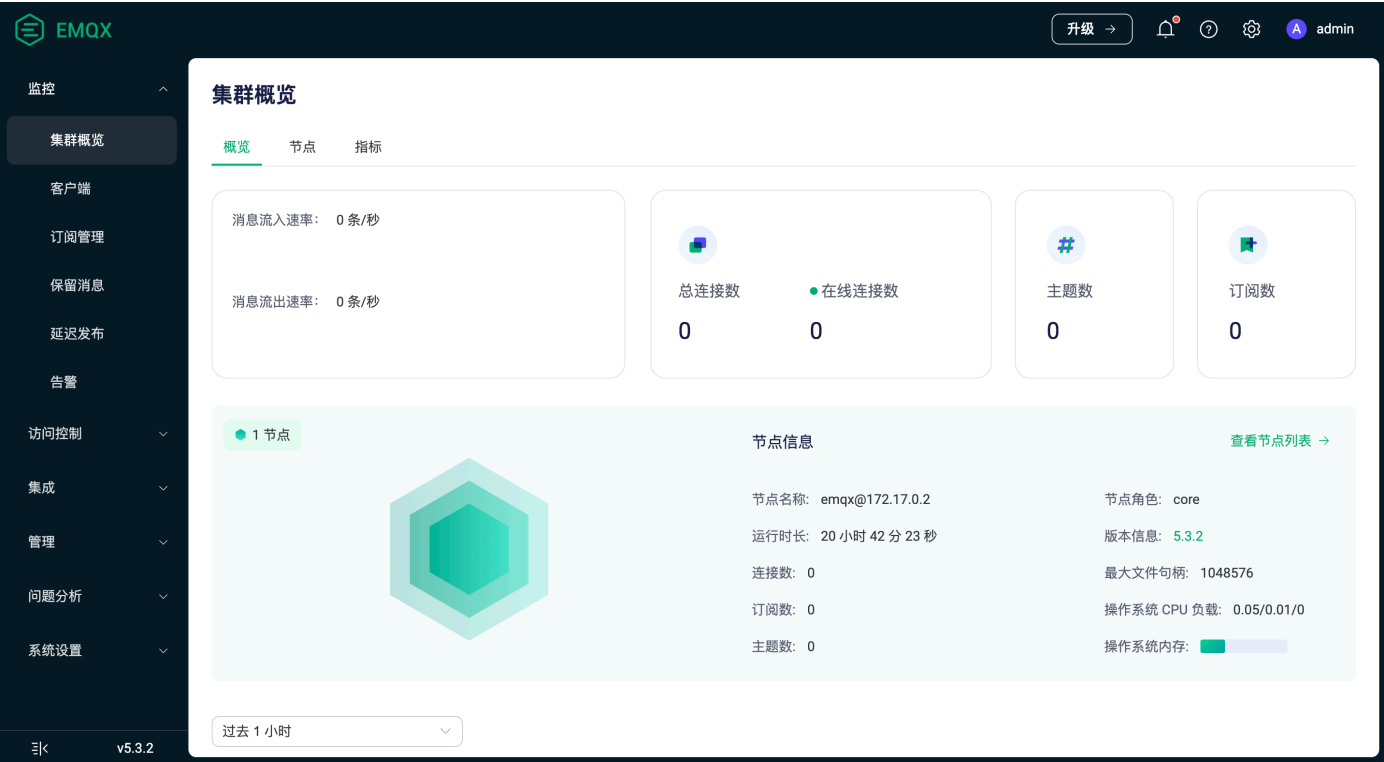 EMQX
升级 →
A admin
监控
集群概览
客户端
订阅管理
保留消息
延迟发布
告警
访问控制
集成
管理
问题分析
系统设置
v5.3.2
集群概览
概览 节点 指标
消息流入速率： 0 条/秒
消息流出速率： 0 条/秒
总连接数 在线连接数
0 0
主题数
0
订阅数
0
1 节点
节点信息
查看节点列表 →
节点名称: emqx@172.17.0.2
节点角色: core
运行时长: 20 小时 42 分 23 秒
版本信息: 5.3.2
连接数: 0
最大文件句柄: 1048576
订阅数: 0
操作系统 CPU 负载: 0.05/0.01/0
主题数: 0
操作系统内存:
过去 1 小时